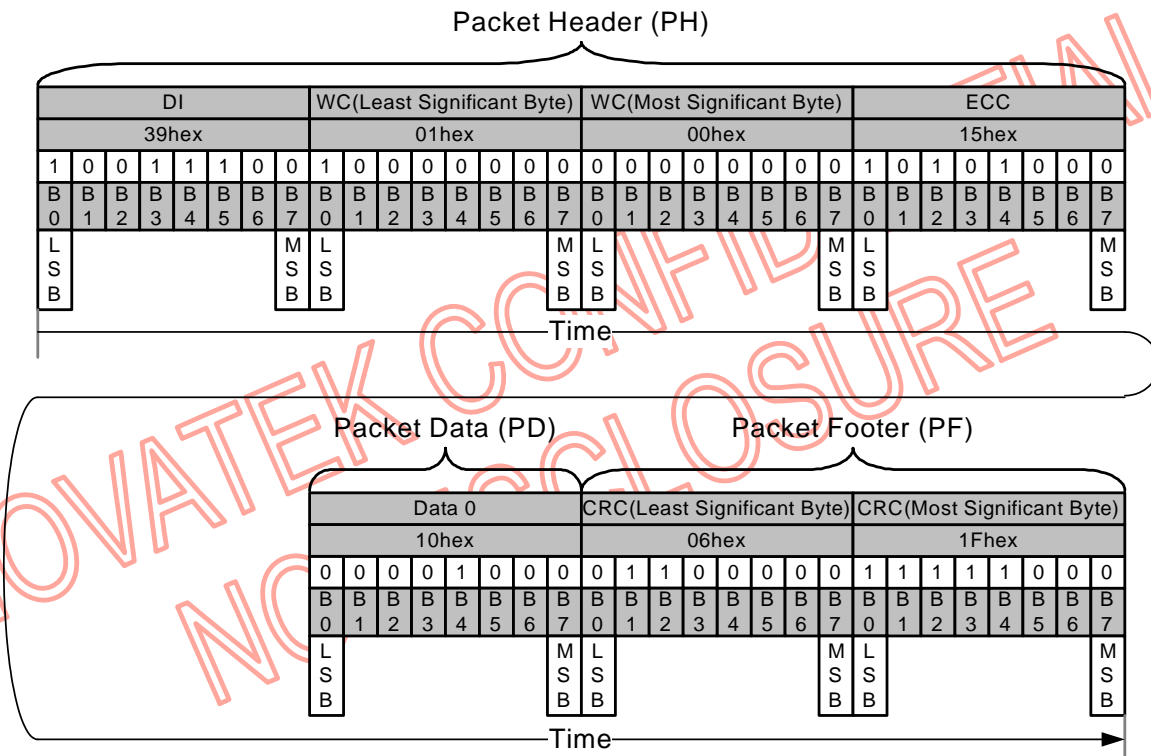 Packet Header (PH)
DI WC(Least Significant Byte) WC(Most Significant Byte) ECC
39hex 01hex 00hex 15hex
1 0 0 1 1 1 0 0 1 0 0 0 0 0 0 0 0 0 0 0 0 0 0 0 1 0 1 0 1 0 0 0
B B B B B B B B B B B B B B B B B B B B B B B B B B B B B B B B
0 1 2 3 4 5 6 7 0 1 2 3 4 5 6 7 0 1 2 3 4 5 6 7 0 1 2 3 4 5 6 7
L M L M L M L M
S S S S S S S S
B B B B B B B B
Time
Packet Data (PD) Packet Footer (PF)
Data 0 CRC(Least Significant Byte) CRC(Most Significant Byte)
10hex 06hex 1Fhex
0 0 0 0 1 0 0 0 0 1 1 0 0 0 0 0 1 1 1 1 1 0 0 0
B B B B B B B B B B B B B B B B B B B B B B B B
0 1 2 3 4 5 6 7 0 1 2 3 4 5 6 7 0 1 2 3 4 5 6 7
L M L M L M
S S S S S S
B B B B B B
Time